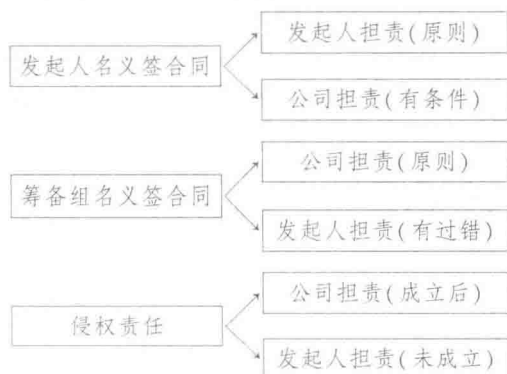 发起人名义签合同
发起人担责(原则)
公司担责(有条件)
筹备组名义签合同
公司担责(原则)
发起人担责(有过错)
侵权责任
公司担责(成立后)
发起人担责(未成立)